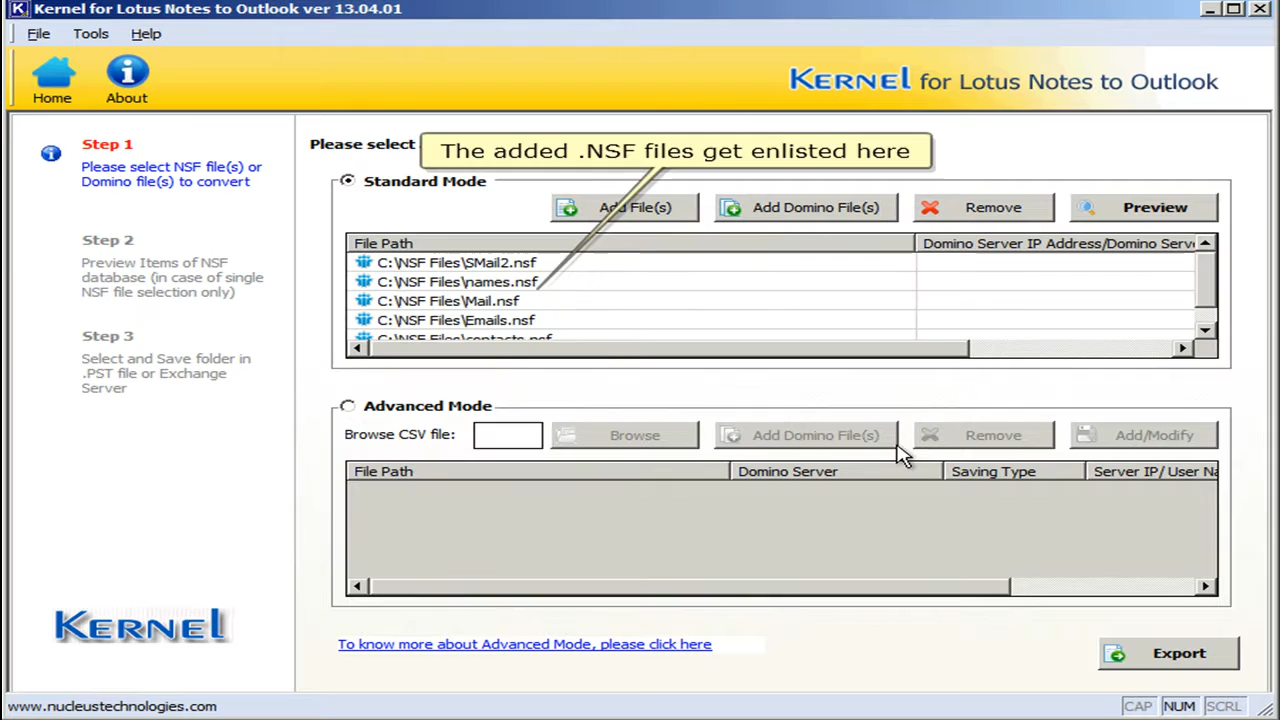 Kernel for Lotus Notes to Outlook ver 13.04.01
File Tools Help
Home About
KERNEL for Lotus Notes to Outlook
Step 1
Please select NSF file(s) or
Domino file(s) to convert
Step 2
Preview Items of NSF
database (in case of single
NSF file selection only)
Step 3
Select and Save folder in
.PST file or Exchange
Server
KERNEL
Please select
The added .NSF files get enlisted here
Standard Mode
Add File(s) Add Domino File(s) Remove Preview
File Path Domino Server IP Address/Domino Serv
C:\NSF Files\SMail2.nsf
C:\NSF Files\names.nsf
C:\NSF Files\Mail.nsf
C:\NSF Files\Emails.nsf
C:\NSF Files\contacts.nsf
Advanced Mode
Browse CSV file: Browse Add Domino File(s) Remove Add/Modify
File Path Domino Server Saving Type Server IP/ User Na
To know more about Advanced Mode, please click here
Export
www.nucleustechnologies.com CAP NUM SCRL